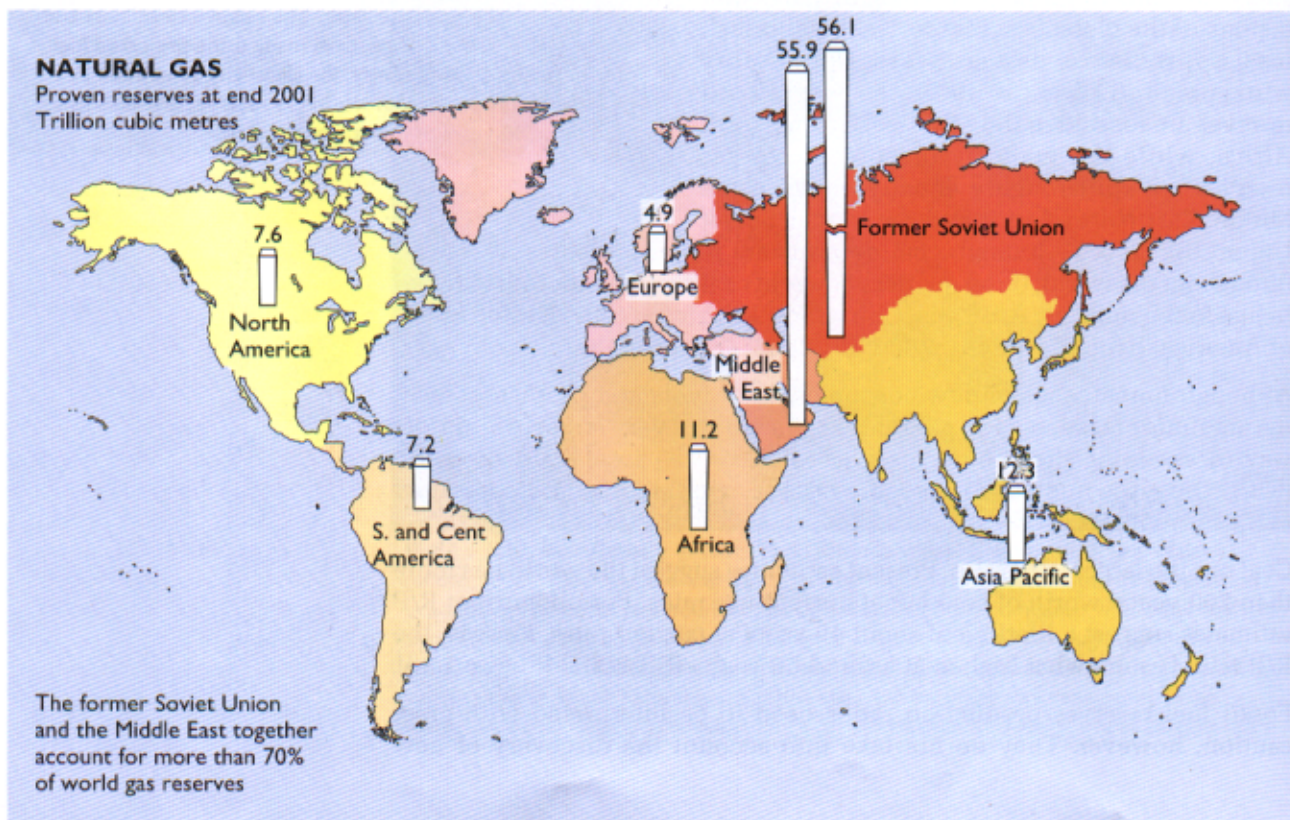 NATURAL GAS
Proven reserves at end 2001
Trillion cubic metres
56.1
55.9
4.9
7.6
Former Soviet Union
Europe
North
America
Middle
East
7.2
11.2
12.3
S. and Cent
America
Africa
Asia Pacific
The former Soviet Union
and the Middle East together
account for more than 70%
of world gas reserves